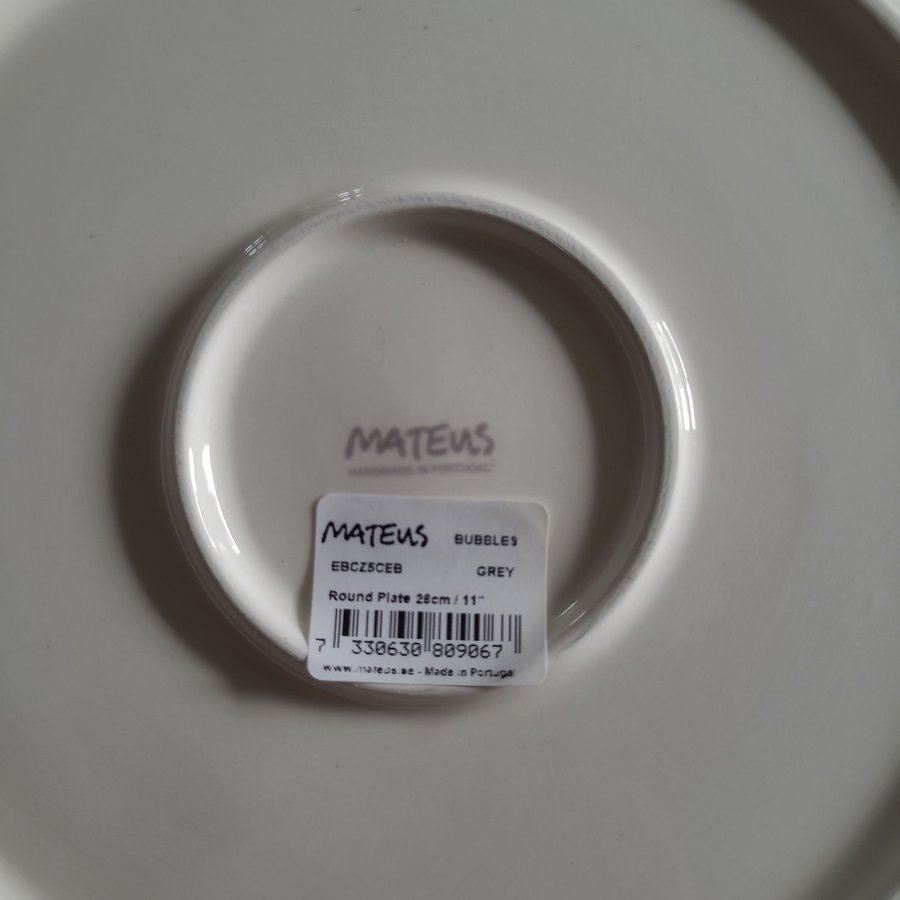 MATEUS
HANDMADE IN PORTUGAL
MATEUS BUBBLES
EBCZ5CEB GREY
Round Plate 28cm / 11"
7 330630 809067
www.mateus.se - Made in Portugal